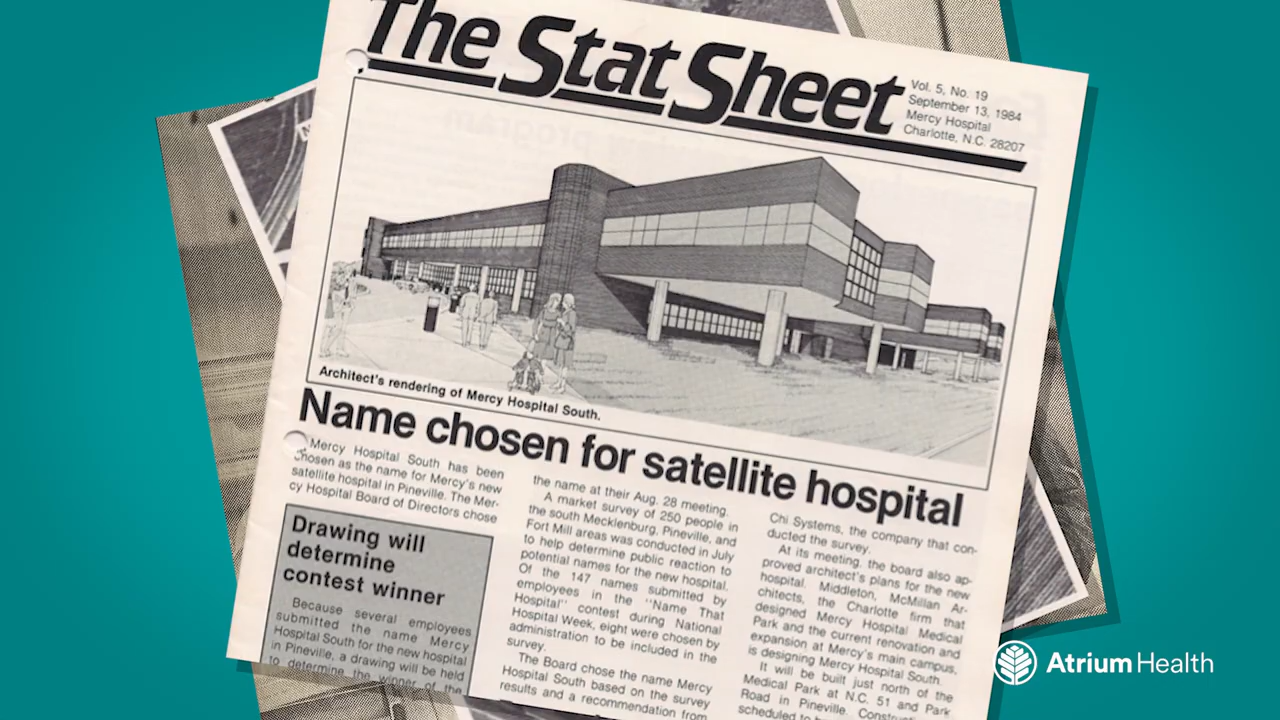 The Stat Sheet
Vol. 5, No. 19
September 13, 1984
Mercy Hospital
Charlotte, N.C. 28207
Architect's rendering of Mercy Hospital South.
Name chosen for satellite hospital
Mercy Hospital South has been
chosen as the name for Mercy's new
satellite hospital in Pineville. The Mer-
cy Hospital Board of Directors chose
Drawing will
determine
contest winner
Because several employees
submitted the name Mercy
Hospital South for the new hospital
in Pineville, a drawing will be held
to determine the winner of the
the name at their Aug. 28 meeting.
A market survey of 250 people in
the south Mecklenburg, Pineville, and
Fort Mill areas was conducted in July
to help determine public reaction to
potential names for the new hospital.
Of the 147 names submitted by
employees in the "Name That
Hospital" contest during National
Hospital Week, eight were chosen by
administration to be included in the
survey.
The Board chose the name Mercy
Hospital South based on the survey
results and a recommendation from
Chi Systems, the company that con-
ducted the survey.
At its meeting, the board also ap-
proved architect's plans for the new
hospital. Middleton, McMillan Ar-
chitects, the Charlotte firm that
designed Mercy Hospital Medical
Park and the current renovation and
expansion at Mercy's main campus,
is designing Mercy Hospital South.
It will be built just north of the
Medical Park at N.C. 51 and Park
Road in Pineville.
scheduled to
Atrium Health